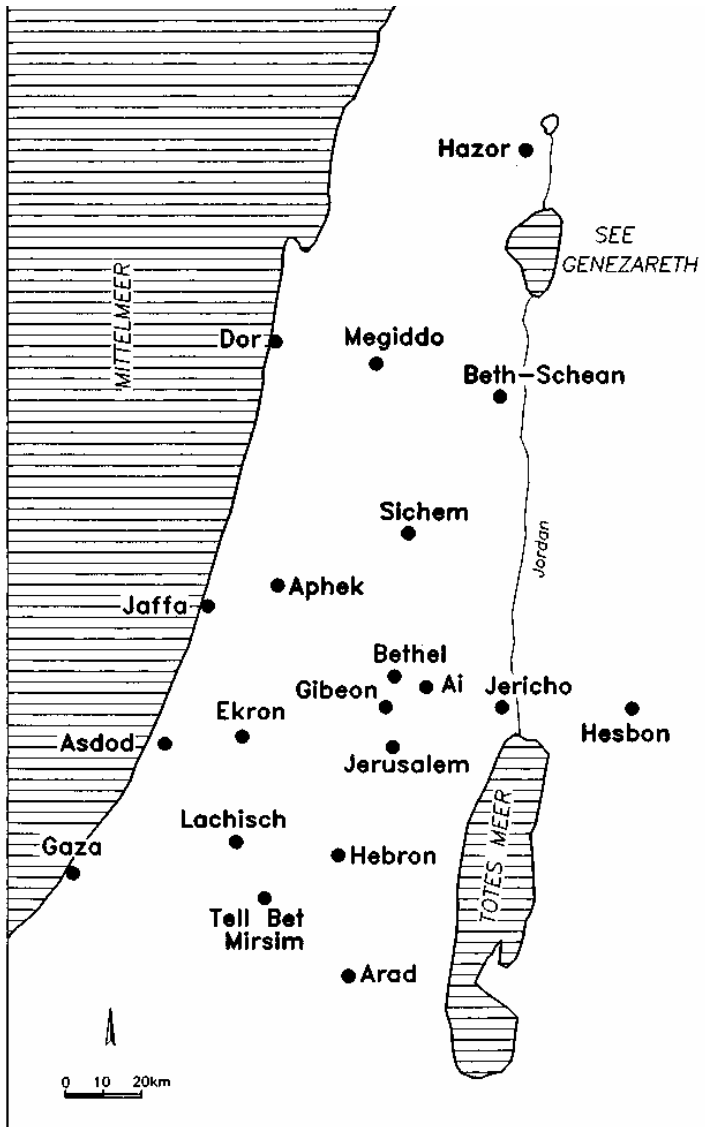 Hazor
SEE
GENEZARETH
MITTELMEER
Dor
Megiddo
Beth-Schean
Sichem
Jordan
Aphek
Jaffa
Bethel
Ai
Jericho
Gibeon
Ekron
Hesbon
Asdod
Jerusalem
Lachisch
Gaza
Hebron
TOTES MEER
Tell Bet
Mirsim
Arad
0 10 20km